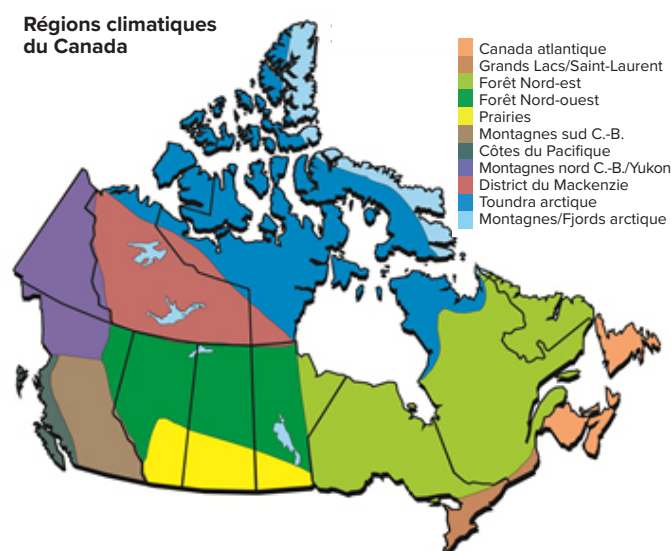 Régions climatiques
du Canada
Canada atlantique
Grands Lacs/Saint-Laurent
Forêt Nord-est
Forêt Nord-ouest
Prairies
Montagnes sud C.-B.
Côtes du Pacifique
Montagnes nord C.-B./Yukon
District du Mackenzie
Toundra arctique
Montagnes/Fjords arctique